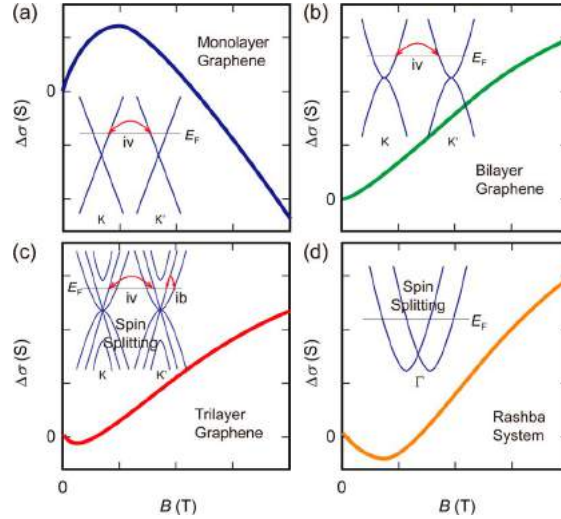 (a)
Monolayer
Graphene
0
Δσ (S)
iv
E_F
K
K'
(b)
iv
E_F
K
K'
Δσ (S)
Bilayer
Graphene
0
(c)
E_F
iv
ib
Spin
Splitting
K
K'
Δσ (S)
0
Trilayer
Graphene
0
B (T)
(d)
Spin
Splitting
E_F
Γ
Δσ (S)
0
Rashba
System
0
B (T)